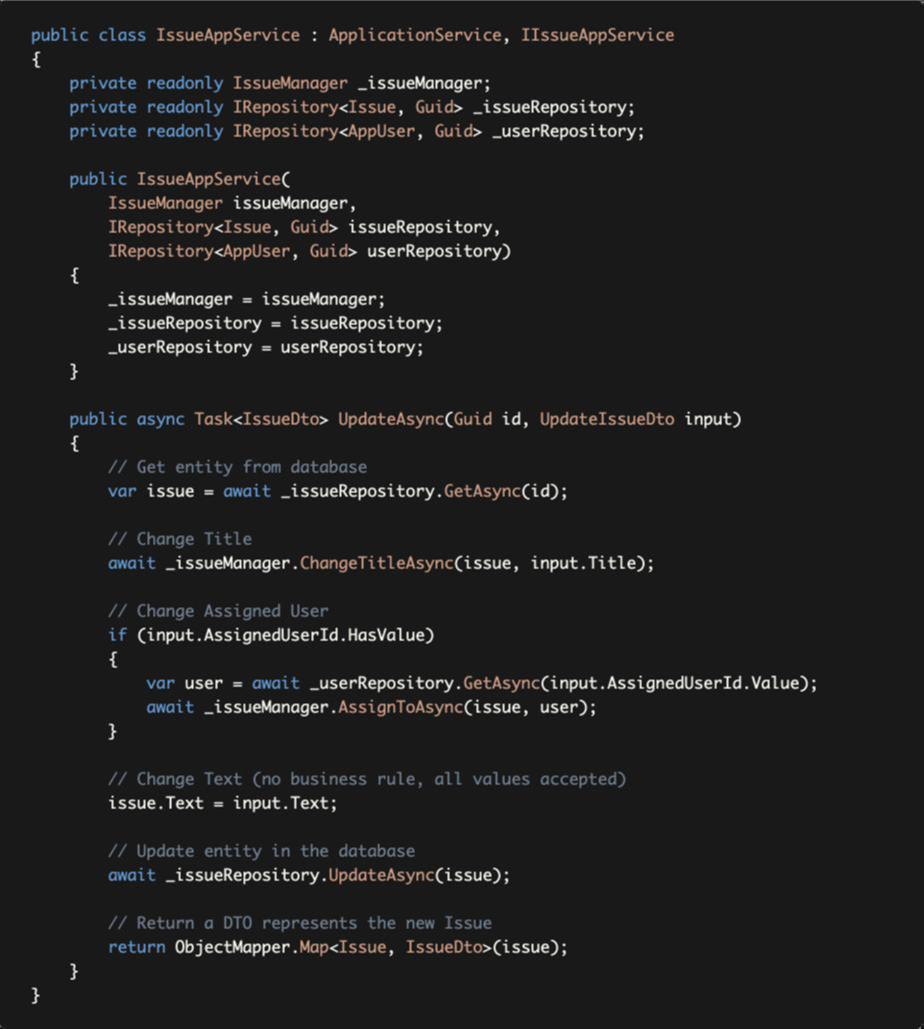 public class IssueAppService : ApplicationService, IIssueAppService
{
    private readonly IssueManager _issueManager;
    private readonly IRepository<Issue, Guid> _issueRepository;
    private readonly IRepository<AppUser, Guid> _userRepository;

    public IssueAppService(
        IssueManager issueManager,
        IRepository<Issue, Guid> issueRepository,
        IRepository<AppUser, Guid> userRepository)
    {
        _issueManager = issueManager;
        _issueRepository = issueRepository;
        _userRepository = userRepository;
    }

    public async Task<IssueDto> UpdateAsync(Guid id, UpdateIssueDto input)
    {
        // Get entity from database
        var issue = await _issueRepository.GetAsync(id);

        // Change Title
        await _issueManager.ChangeTitleAsync(issue, input.Title);

        // Change Assigned User
        if (input.AssignedUserId.HasValue)
        {
            var user = await _userRepository.GetAsync(input.AssignedUserId.Value);
            await _issueManager.AssignToAsync(issue, user);
        }

        // Change Text (no business rule, all values accepted)
        issue.Text = input.Text;

        // Update entity in the database
        await _issueRepository.UpdateAsync(issue);

        // Return a DTO represents the new Issue
        return ObjectMapper.Map<Issue, IssueDto>(issue);
    }
}